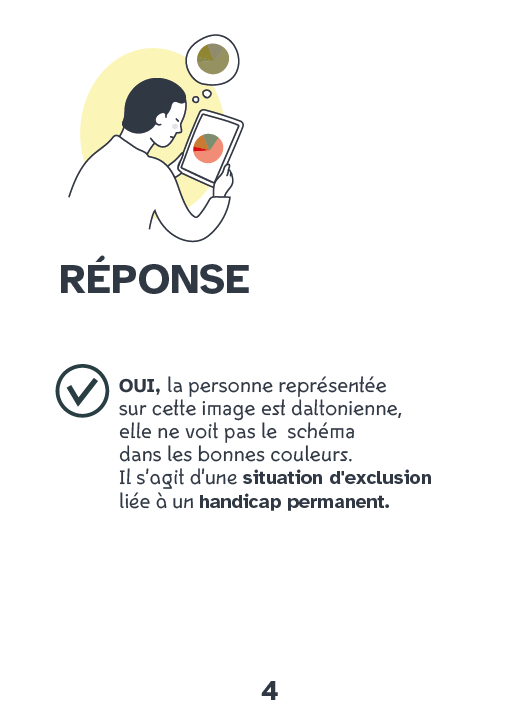 RÉPONSE
OUI, la personne représentée
sur cette image est daltonienne,
elle ne voit pas le schéma
dans les bonnes couleurs.
Il s'agit d'une situation d'exclusion
liée à un handicap permanent.
4